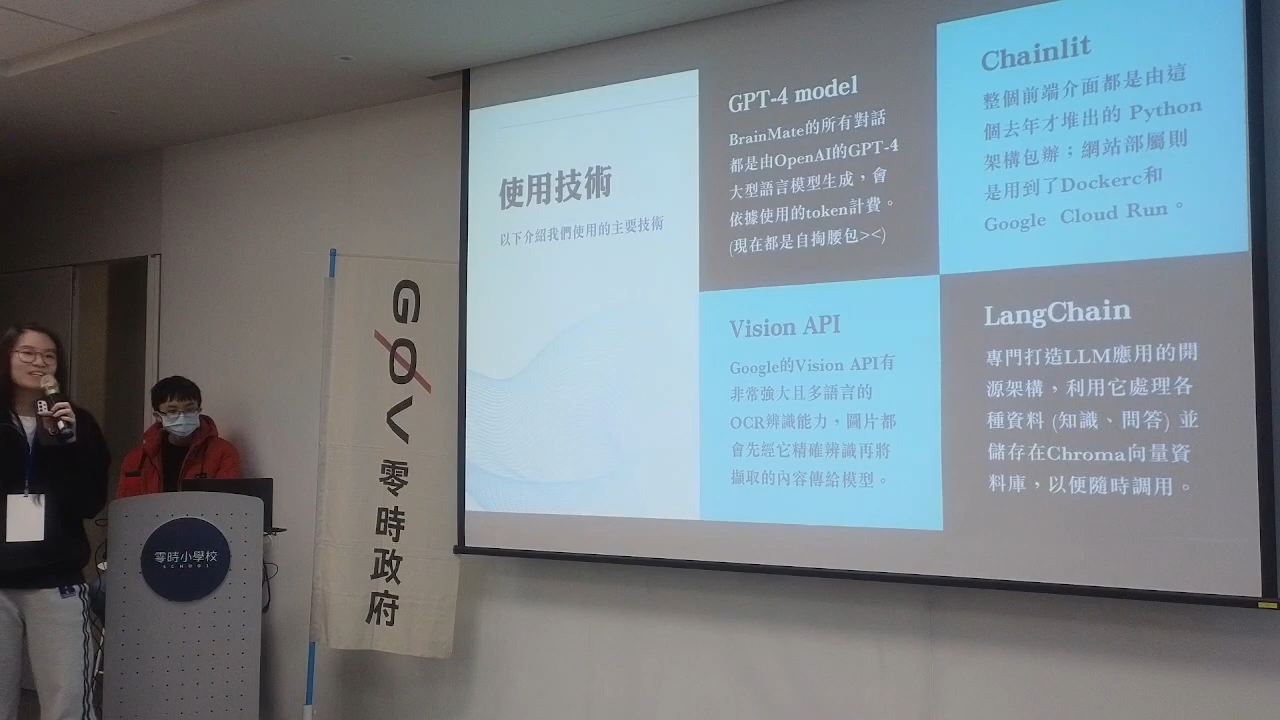 使用技術
以下介紹我們使用的主要技術
GPT-4 model
BrainMate的所有對話
都是由OpenAI的GPT-4
大型語言模型生成，會
依據使用的token計費。
(現在都是自掏腰包><)
Chainlit
整個前端介面都是由這
個去年才堆出的 Python
架構包辦；網站部屬則
是用到了Dockerc和
Google Cloud Run。
Vision API
Google的Vision API有
非常強大且多語言的
OCR辨識能力，圖片都
會先經它精確辨識再將
擷取的內容傳給模型。
LangChain
專門打造LLM應用的開
源架構，利用它處理各
種資料 (知識、問答) 並
儲存在Chroma向量資
料庫，以便隨時調用。
G0V 零時政府
零時小學校
SCHOOL